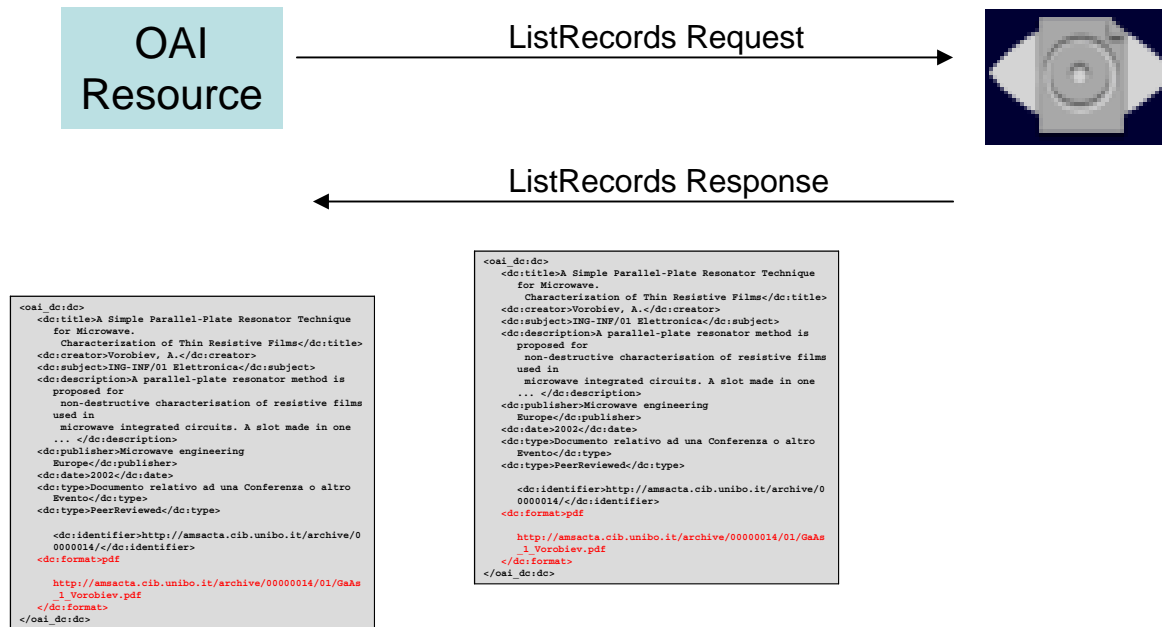 OAI
Resource
ListRecords Request
ListRecords Response
<oai_dc:dc>
<dc:title>A Simple Parallel-Plate Resonator Technique
for Microwave.
Characterization of Thin Resistive Films</dc:title>
<dc:creator>Vorobiev, A.</dc:creator>
<dc:subject>ING-INF/01 Elettronica</dc:subject>
<dc:description>A parallel-plate resonator method is
proposed for
non-destructive characterisation of resistive films
used in
microwave integrated circuits. A slot made in one
... </dc:description>
<dc:publisher>Microwave engineering
Europe</dc:publisher>
<dc:date>2002</dc:date>
<dc:type>Documento relativo ad una Conferenza o altro
Evento</dc:type>
<dc:type>PeerReviewed</dc:type>
<dc:identifier>http://amsacta.cib.unibo.it/archive/0
0000014/</dc:identifier>
<dc:format>pdf
http://amsacta.cib.unibo.it/archive/00000014/01/GaAs
_1_Vorobiev.pdf
</dc:format>
</oai_dc:dc>
<oai_dc:dc>
<dc:title>A Simple Parallel-Plate Resonator Technique
for Microwave.
Characterization of Thin Resistive Films</dc:title>
<dc:creator>Vorobiev, A.</dc:creator>
<dc:subject>ING-INF/01 Elettronica</dc:subject>
<dc:description>A parallel-plate resonator method is
proposed for
non-destructive characterisation of resistive films
used in
microwave integrated circuits. A slot made in one
... </dc:description>
<dc:publisher>Microwave engineering
Europe</dc:publisher>
<dc:date>2002</dc:date>
<dc:type>Documento relativo ad una Conferenza o altro
Evento</dc:type>
<dc:type>PeerReviewed</dc:type>
<dc:identifier>http://amsacta.cib.unibo.it/archive/0
0000014/</dc:identifier>
<dc:format>pdf
http://amsacta.cib.unibo.it/archive/00000014/01/GaAs
_1_Vorobiev.pdf
</dc:format>
</oai_dc:dc>